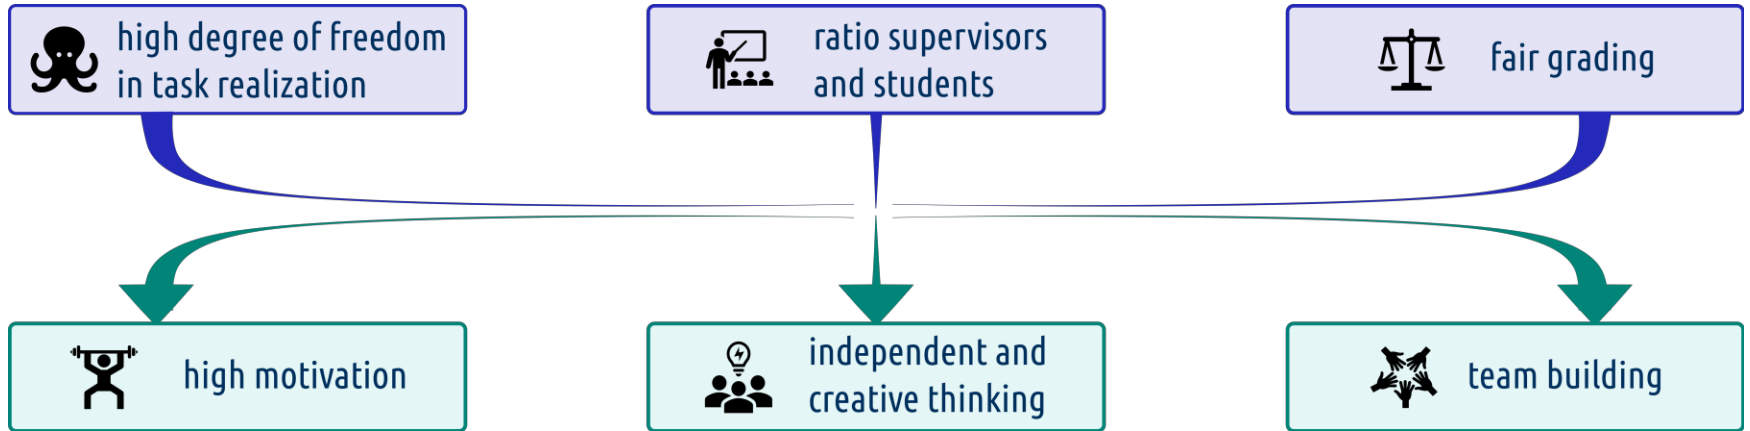 high degree of freedom
in task realization
ratio supervisors
and students
fair grading
high motivation
independent and
creative thinking
team building